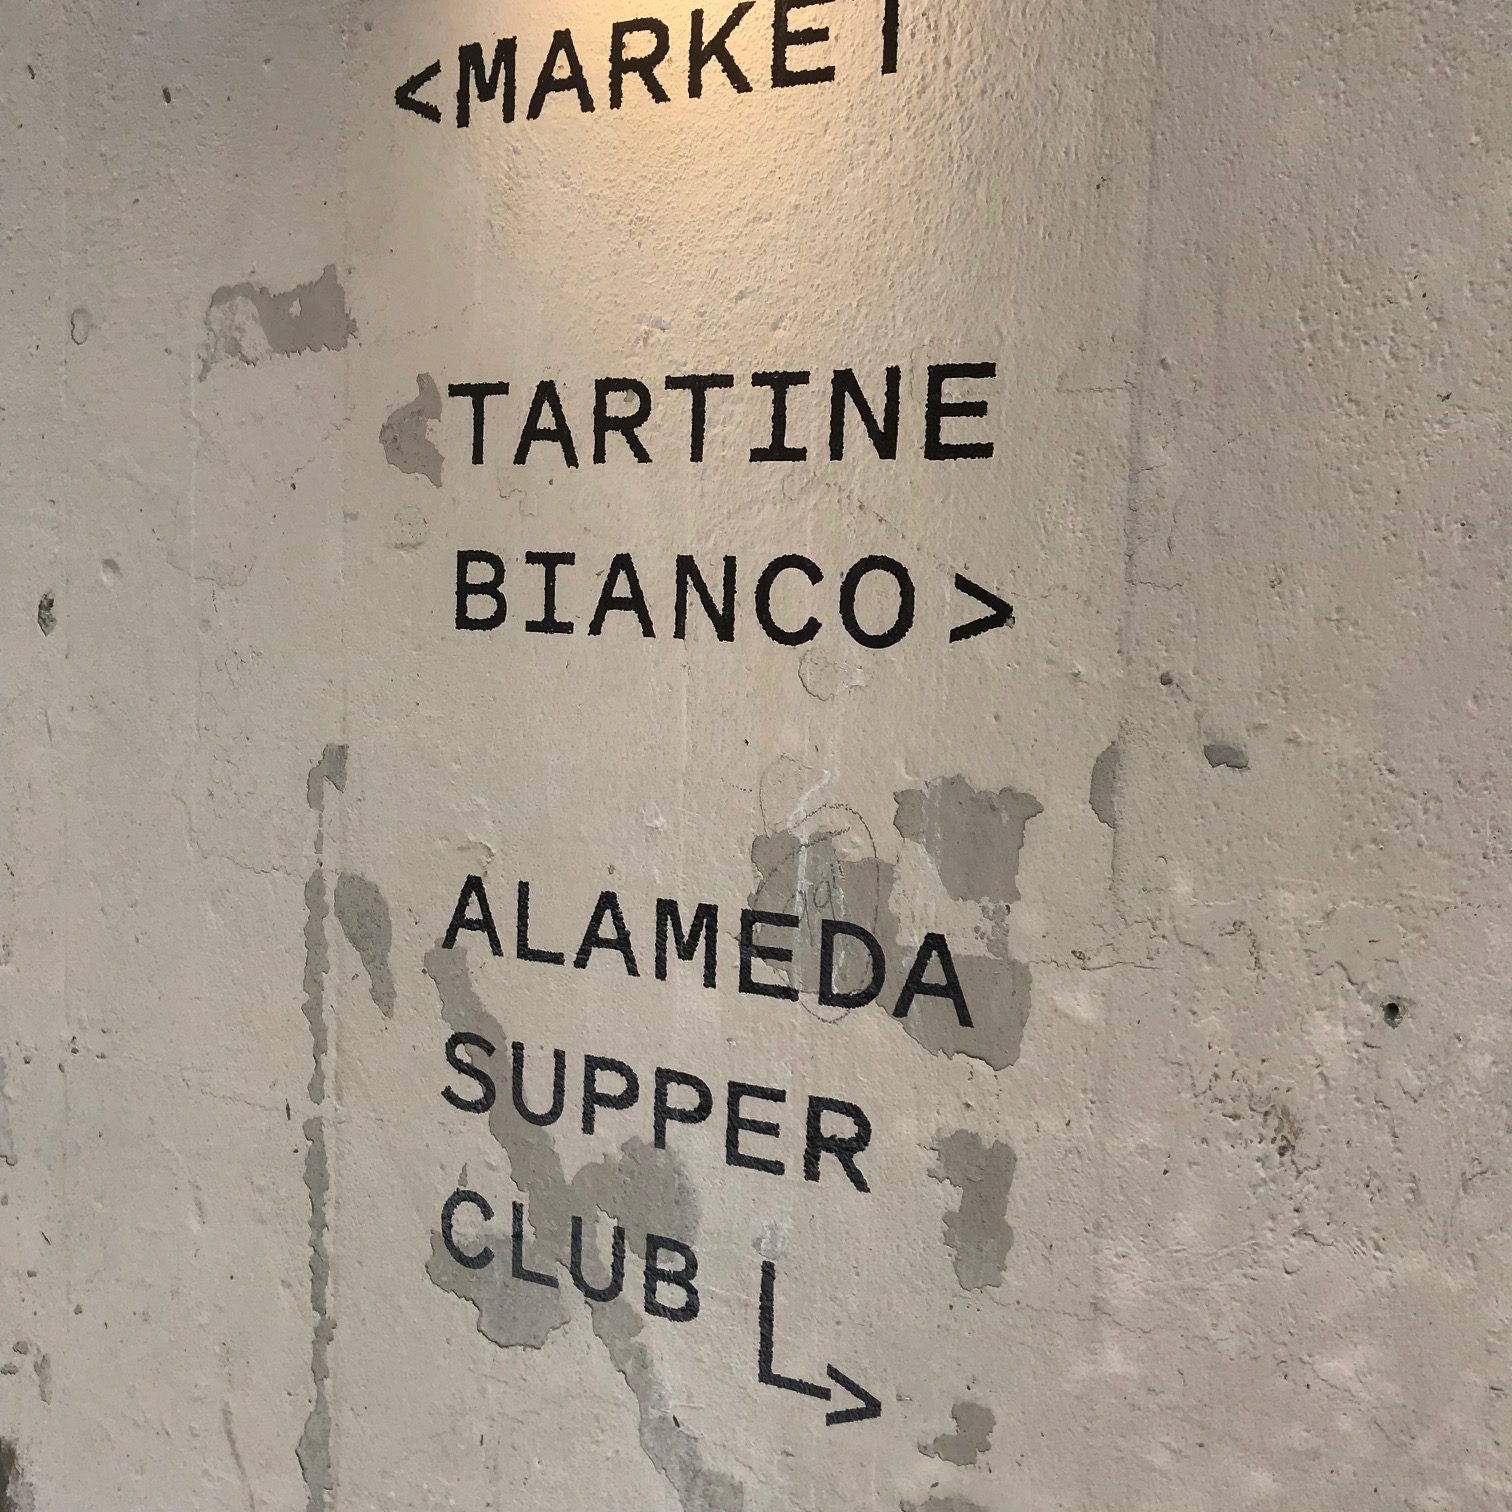 <MARKET
TARTINE
BIANCO >
ALAMEDA
SUPPER
CLUB